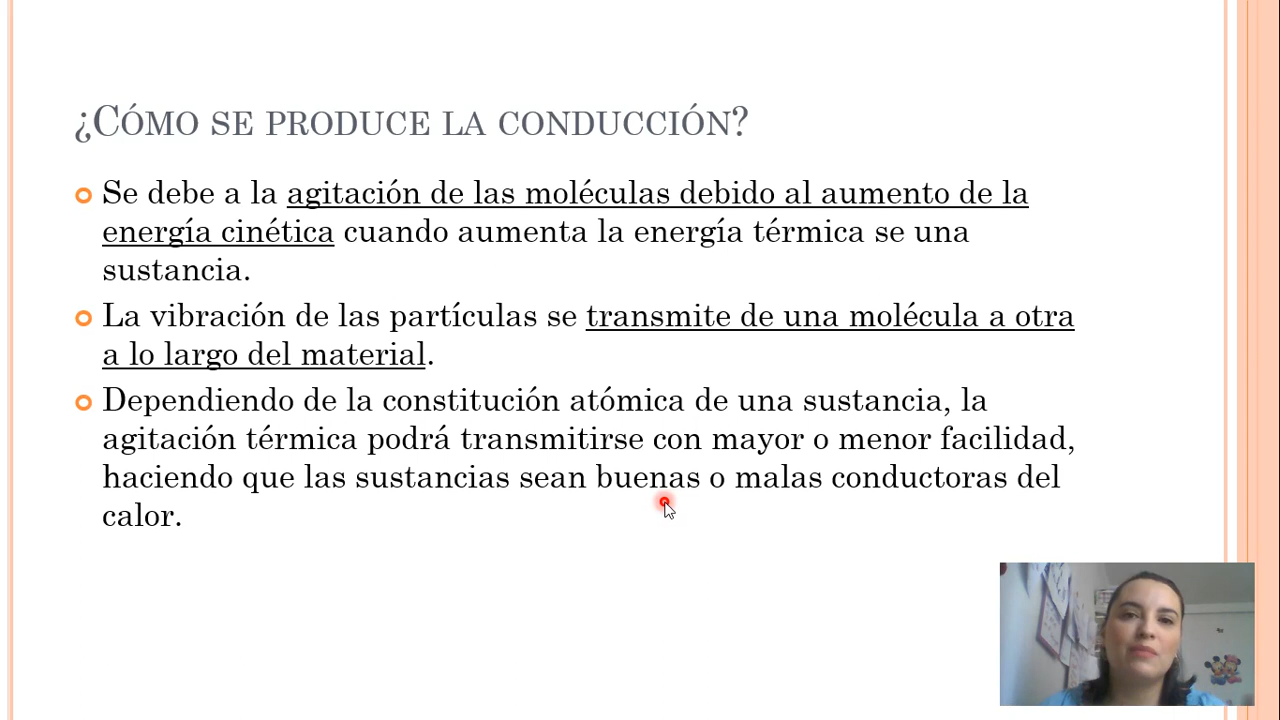 ¿Cómo se produce la conducción?
Se debe a la agitación de las moléculas debido al aumento de la
energía cinética cuando aumenta la energía térmica se una
sustancia.
La vibración de las partículas se transmite de una molécula a otra
a lo largo del material.
Dependiendo de la constitución atómica de una sustancia, la
agitación térmica podrá transmitirse con mayor o menor facilidad,
haciendo que las sustancias sean buenas o malas conductoras del
calor.